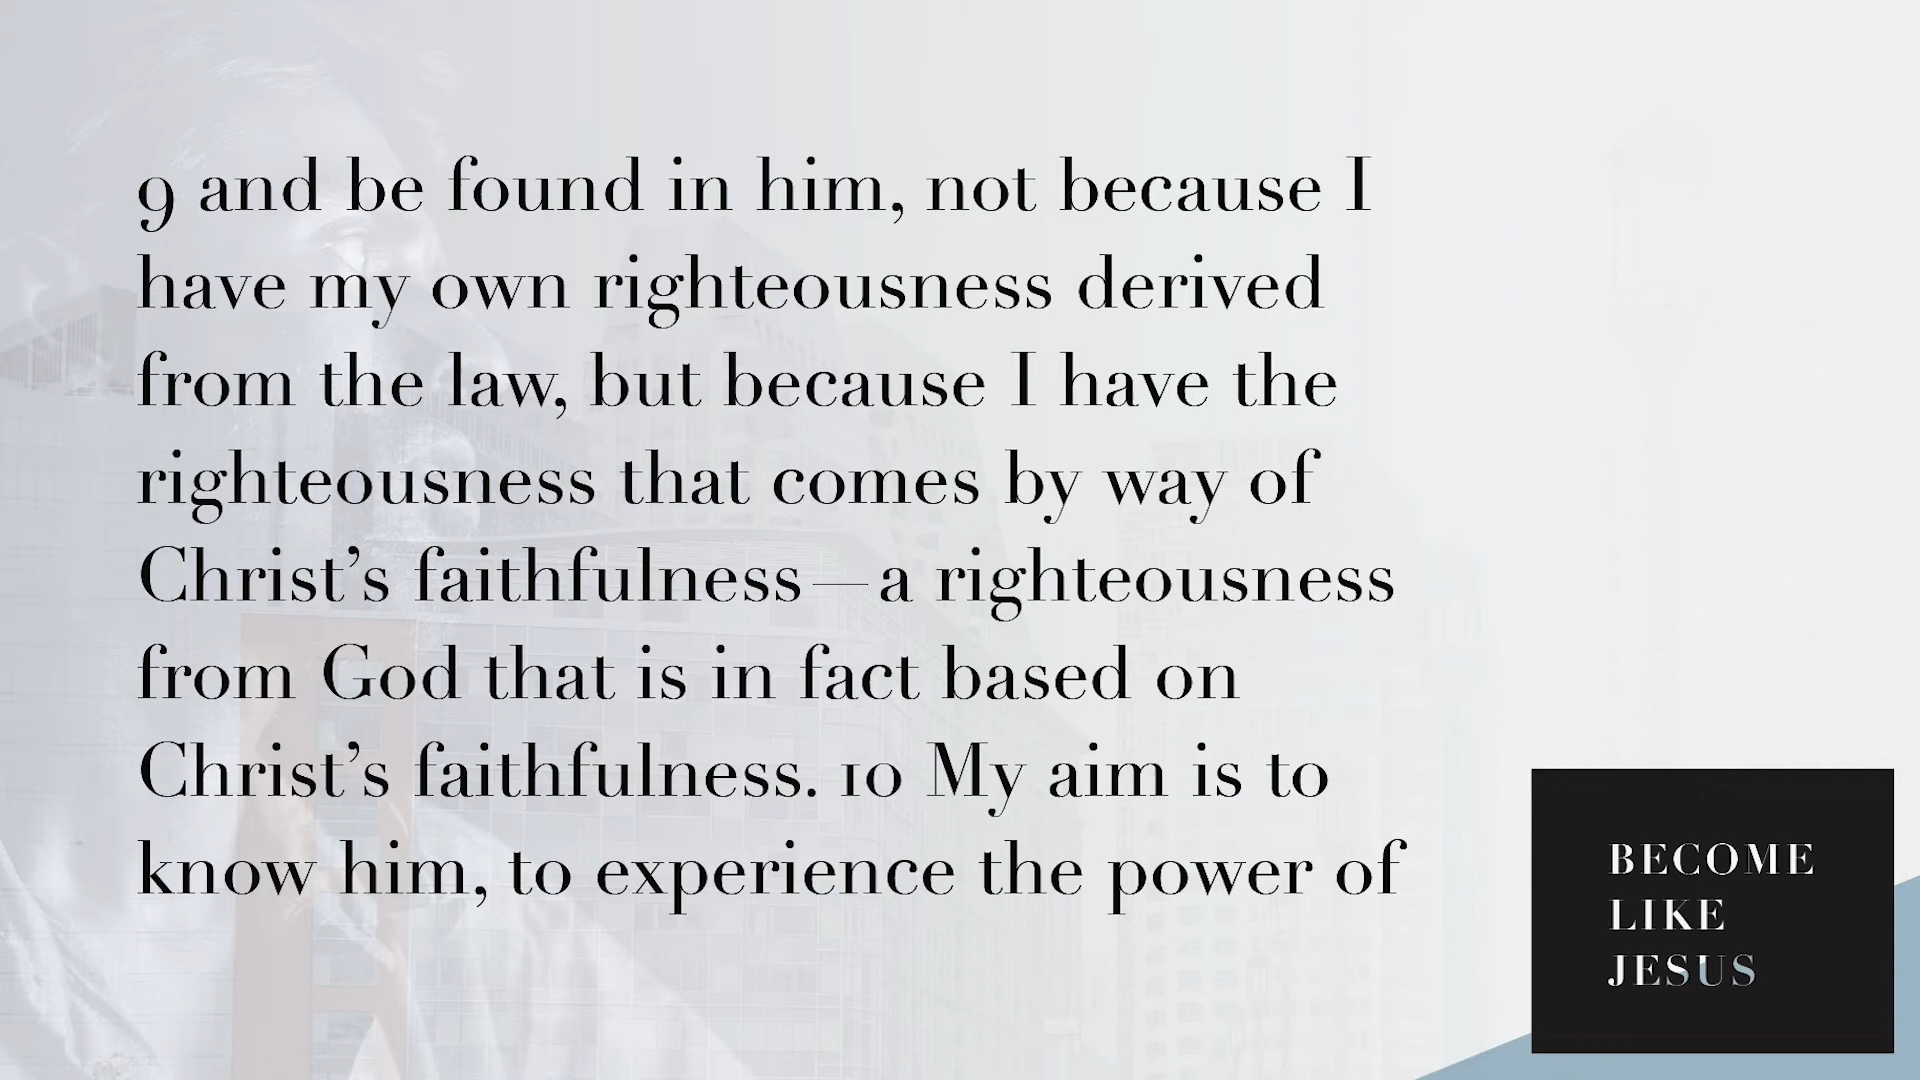 9 and be found in him, not because I
have my own righteousness derived
from the law, but because I have the
righteousness that comes by way of
Christ’s faithfulness—a righteousness
from God that is in fact based on
Christ’s faithfulness. 10 My aim is to
know him, to experience the power of
BECOME
LIKE
JESUS